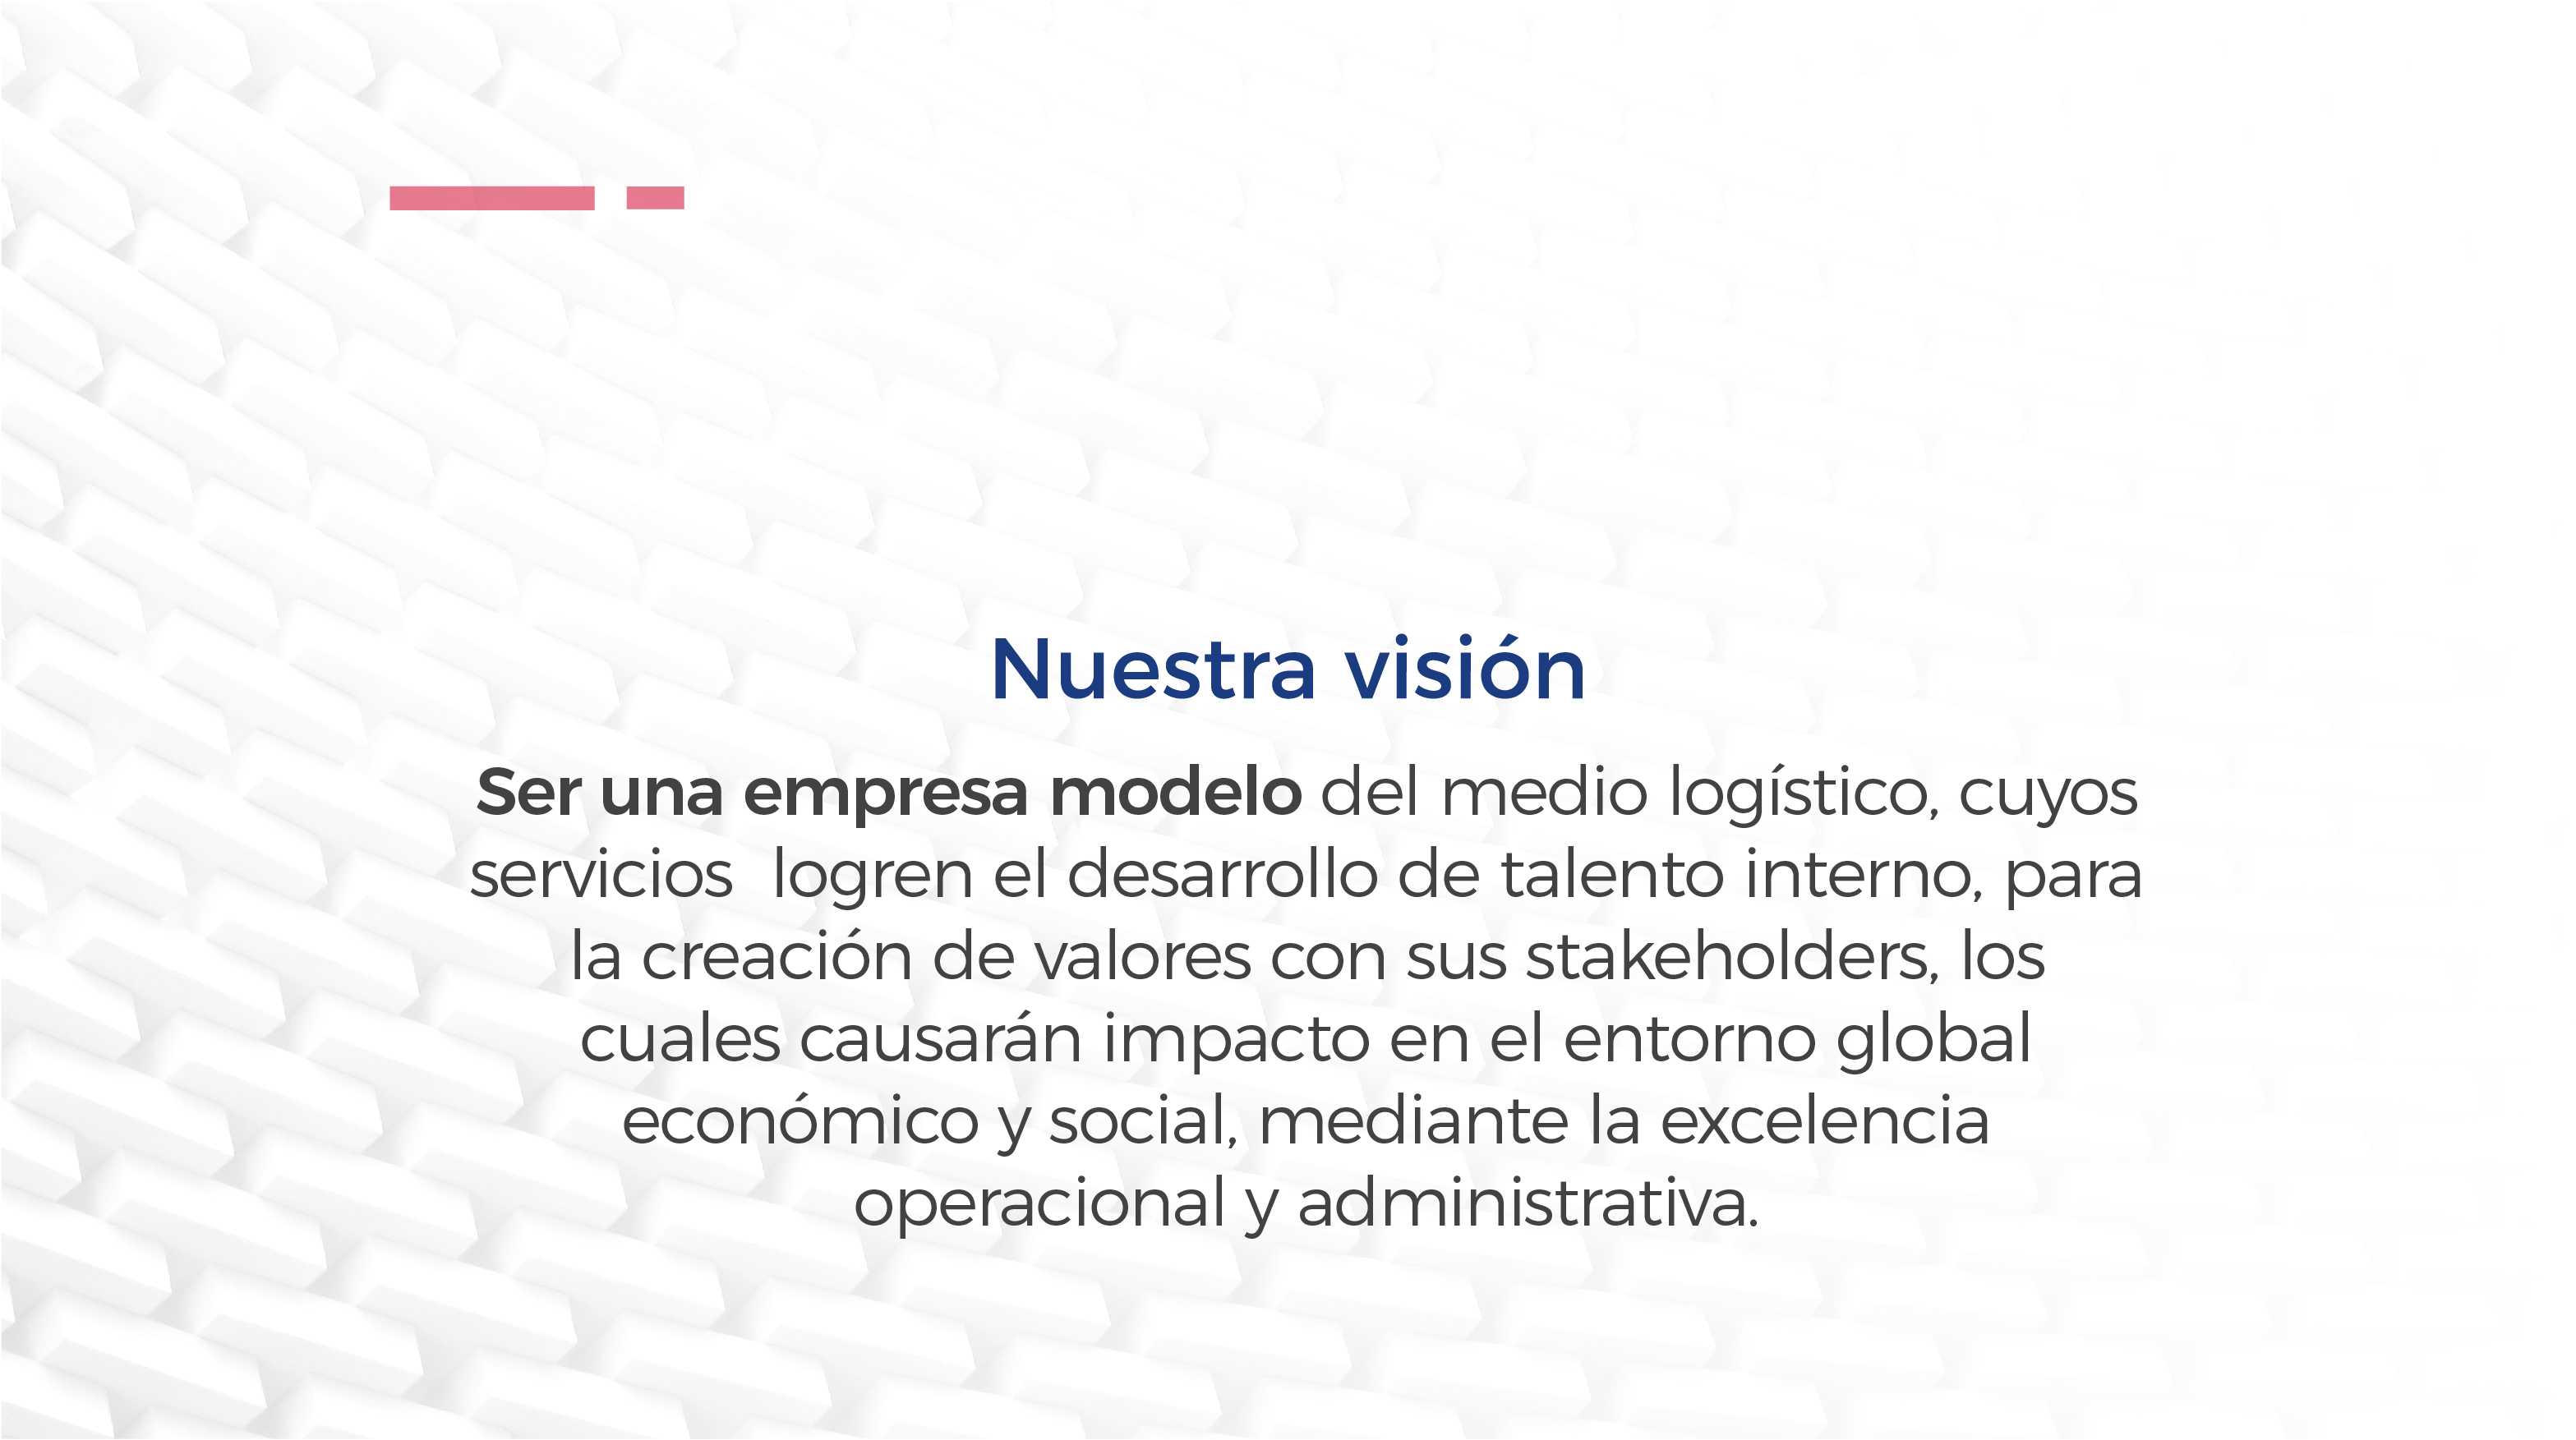 Nuestra visión
Ser una empresa modelo del medio logístico, cuyos
servicios  logren el desarrollo de talento interno, para
la creación de valores con sus stakeholders, los
cuales causarán impacto en el entorno global
económico y social, mediante la excelencia
operacional y administrativa.